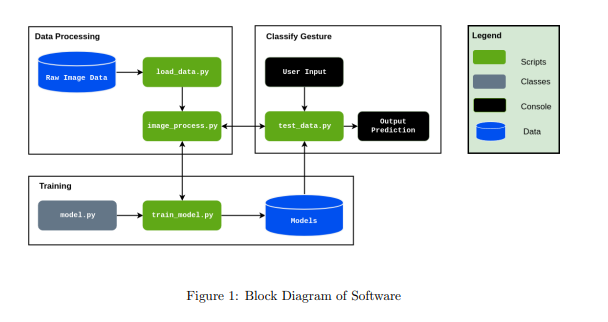 Data Processing
Raw Image Data
load_data.py
image_process.py
Classify Gesture
User Input
test_data.py
Output
Prediction
Legend
Scripts
Classes
Console
Data
Training
model.py
train_model.py
Models
Figure 1: Block Diagram of Software